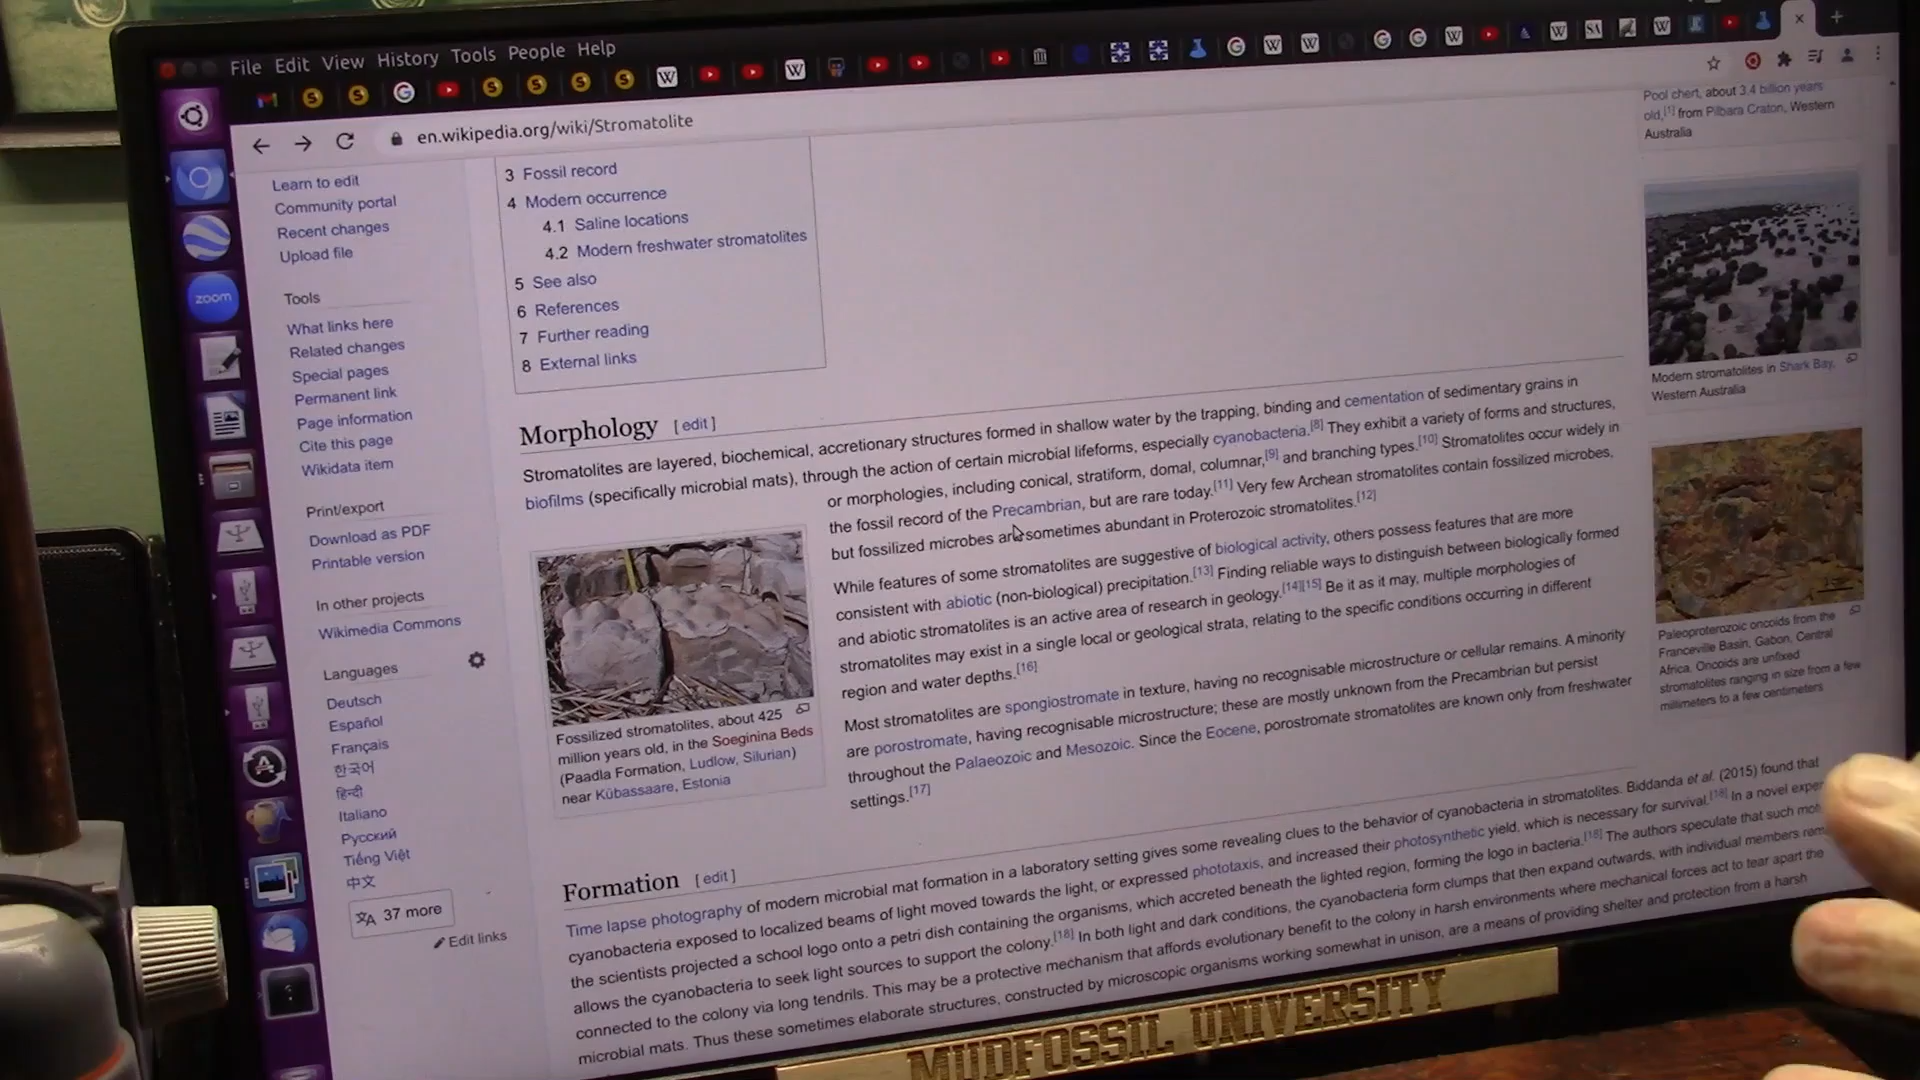 File Edit View History Tools People Help
en.wikipedia.org/wiki/Stromatolite
Learn to edit
Community portal
Recent changes
Upload file
Tools
What links here
Related changes
Special pages
Permanent link
Page information
Cite this page
Wikidata item
Print/export
Download as PDF
Printable version
In other projects
Wikimedia Commons
Languages
Deutsch
Español
Français
한국어
हिन्दी
Italiano
Русский
Tiếng Việt
中文
37 more
Edit links
zoom
3 Fossil record
4 Modern occurrence
4.1 Saline locations
4.2 Modern freshwater stromatolites
5 See also
6 References
7 Further reading
8 External links
Morphology [ edit ]
Stromatolites are layered, biochemical, accretionary structures formed in shallow water by the trapping, binding and cementation of sedimentary grains in
biofilms (specifically microbial mats), through the action of certain microbial lifeforms, especially cyanobacteria.[8] They exhibit a variety of forms and structures,
or morphologies, including conical, stratiform, domal, columnar,[9] and branching types.[10] Stromatolites occur widely in
the fossil record of the Precambrian, but are rare today.[11] Very few Archean stromatolites contain fossilized microbes,
but fossilized microbes are sometimes abundant in Proterozoic stromatolites.[12]
While features of some stromatolites are suggestive of biological activity, others possess features that are more
consistent with abiotic (non-biological) precipitation.[13] Finding reliable ways to distinguish between biologically formed
and abiotic stromatolites is an active area of research in geology.[14][15] Be it as it may, multiple morphologies of
stromatolites may exist in a single local or geological strata, relating to the specific conditions occurring in different
region and water depths.[16]
Most stromatolites are spongiostromate in texture, having no recognisable microstructure or cellular remains. A minority
are porostromate, having recognisable microstructure; these are mostly unknown from the Precambrian but persist
throughout the Palaeozoic and Mesozoic. Since the Eocene, porostromate stromatolites are known only from freshwater
settings.[17]
Fossilized stromatolites, about 425
million years old, in the Soeginina Beds
(Paadla Formation, Ludlow, Silurian)
near Kübassaare, Estonia
Formation [ edit ]
Time lapse photography of modern microbial mat formation in a laboratory setting gives some revealing clues to the behavior of cyanobacteria in stromatolites. Biddanda et al. (2015) found that
cyanobacteria exposed to localized beams of light moved towards the light, or expressed phototaxis, and increased their photosynthetic yield, which is necessary for survival.[18] In a novel
the scientists projected a school logo onto a petri dish containing the organisms, which accreted beneath the lighted region, forming the logo in bacteria.[18] The authors speculate that such
allows the cyanobacteria to seek light sources to support the colony.[18] In both light and dark conditions, the cyanobacteria form clumps that then expand outwards, with individual members
connected to the colony via long tendrils. This may be a protective mechanism that affords evolutionary benefit to the colony in harsh environments where mechanical forces act to tear apart the
microbial mats. Thus these sometimes elaborate structures, constructed by microscopic organisms working somewhat in unison, are a means of providing shelter and protection from a harsh
Pool chert, about 3.4 billion years
old,[1] from Pilbara Craton, Western
Australia
Modern stromatolites in Shark Bay,
Western Australia
Paleoproterozoic oncoids from the
Franceville Basin, Gabon, Central
Africa. Oncoids are unfixed
stromatolites ranging in size from a few
millimeters to a few centimeters
MUDFOSSIL UNIVERSITY